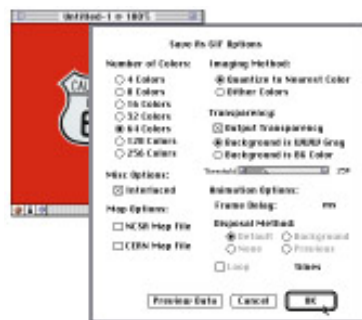 Untitled-1 @ 100%
CAL
6
Save As GIF Options
Number of Colors:
4 Colors
8 Colors
16 Colors
32 Colors
64 Colors
128 Colors
256 Colors
Misc Options:
Interlaced
Map Options:
NCSA Map File
CERN Map File
Imaging Method:
Quantize to Nearest Color
Dither Colors
Transparency:
Output Transparency
Background is WWW Gray
Background is BG Color
Threshold
Animation Options:
Frame Delay: ms
Disposal Method:
Default Background
None Previous
Loop times
Preview Data Cancel OK